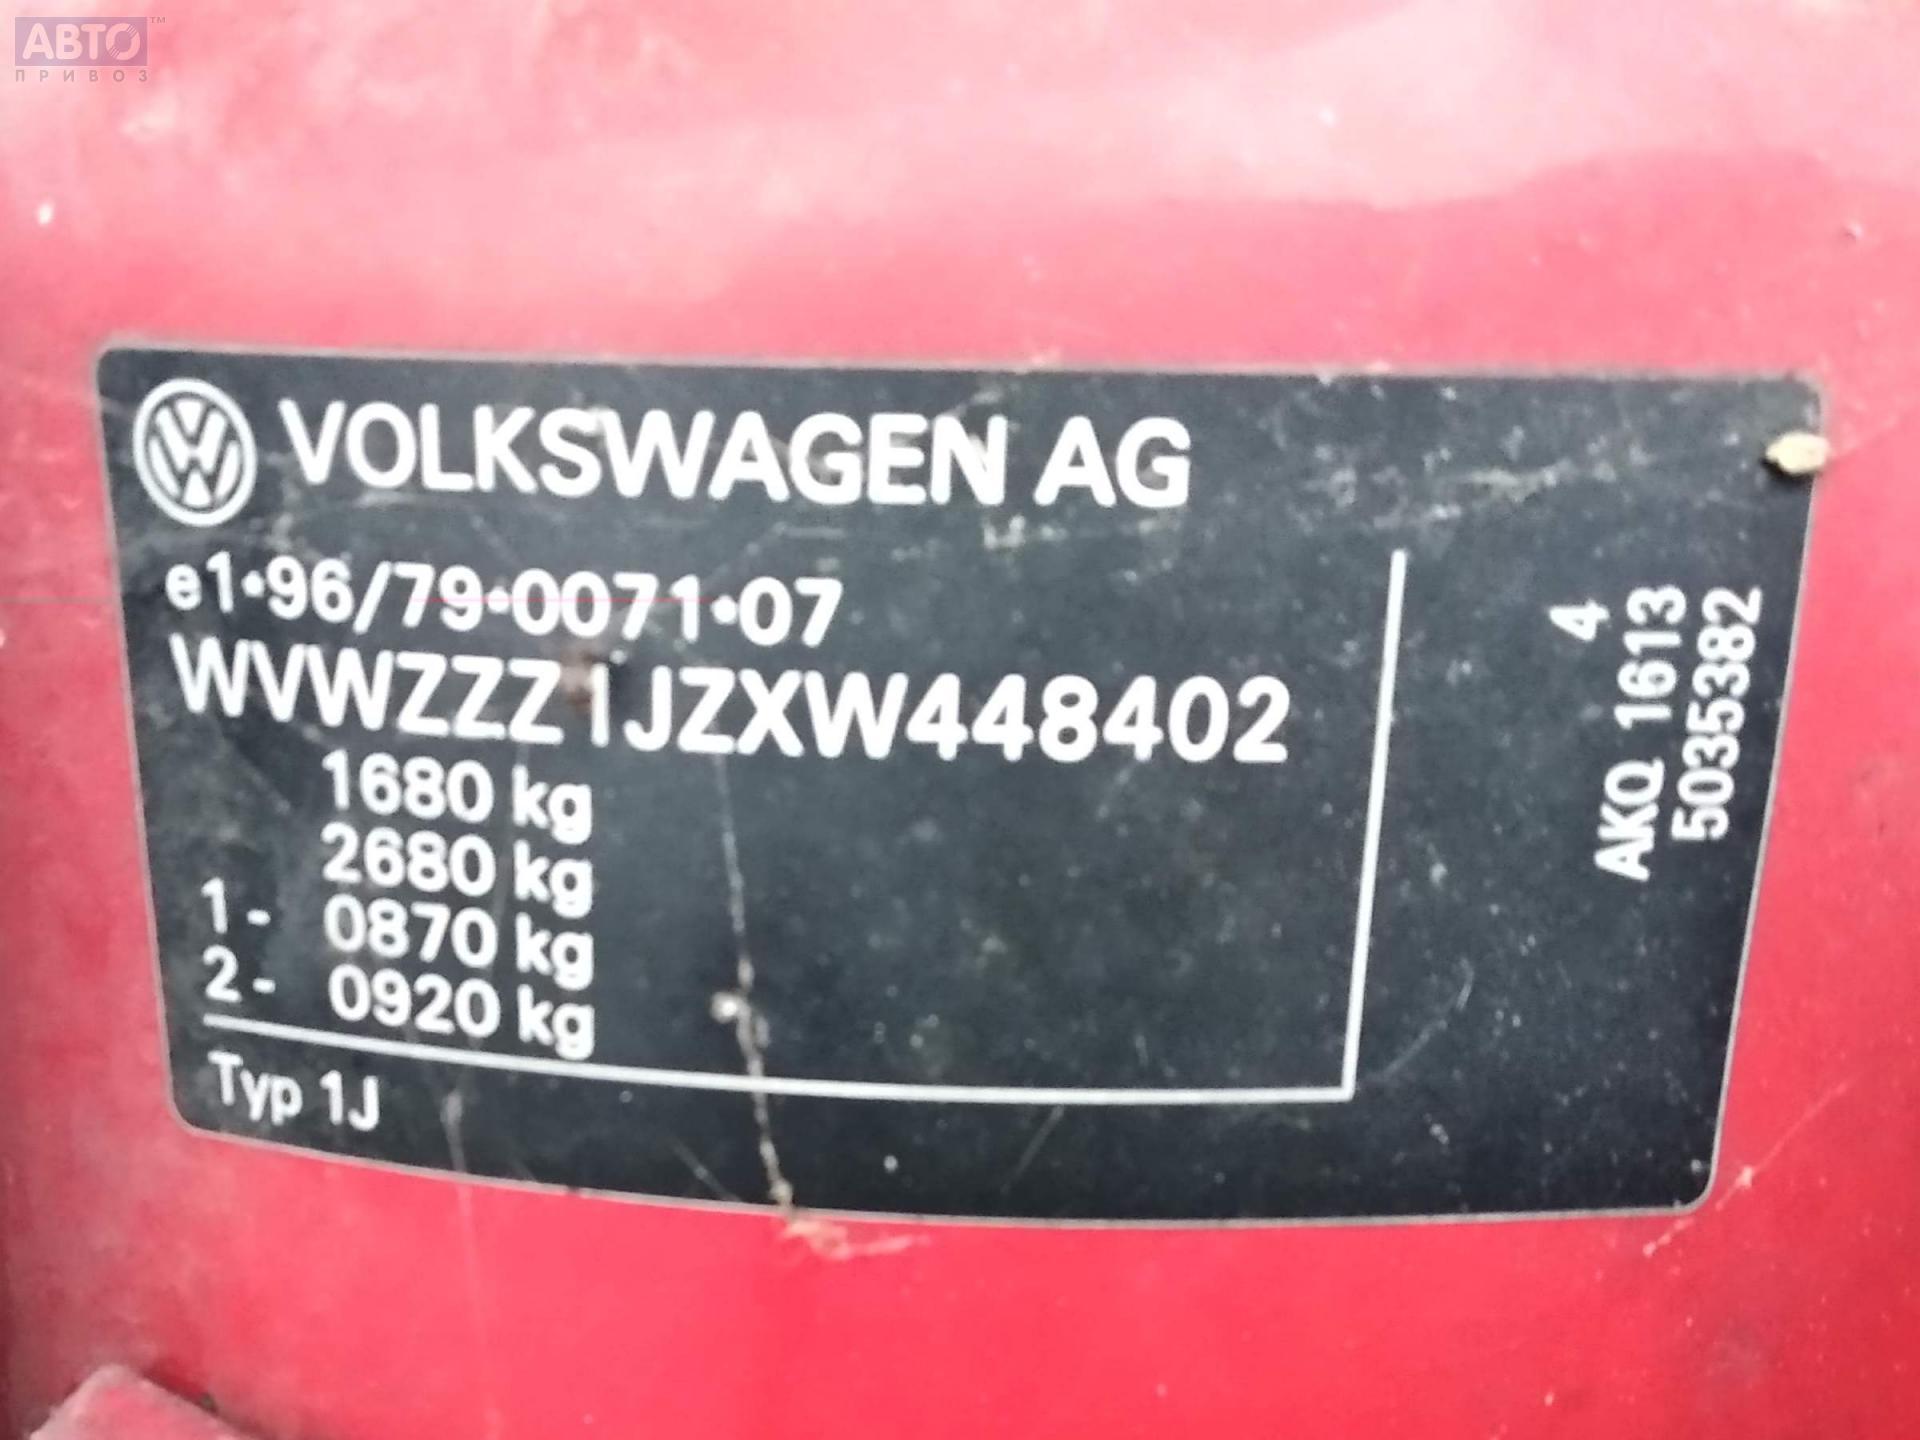 АВТО™
ПРИВОЗ
VOLKSWAGEN AG
e1•96/79•0071•07
WVWZZZ1JZXW448402
1680 kg
2680 kg
1- 0870 kg
2- 0920 kg
Typ 1J
4
AKQ 1613
5035382